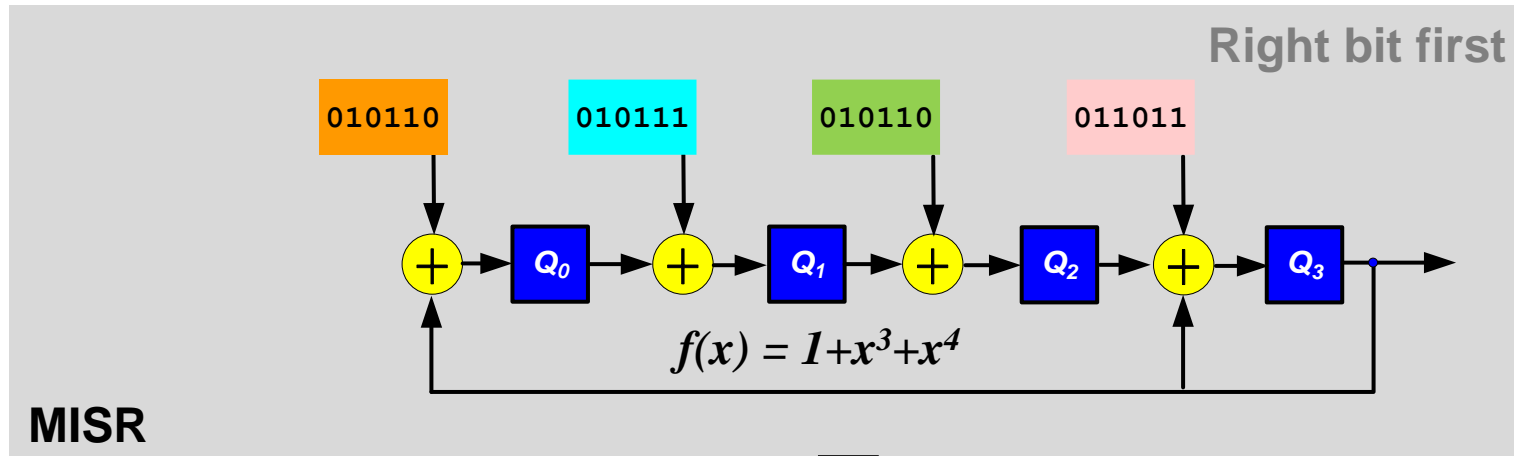 Right bit first
010110 010111 010110 011011
+ Q₀ + Q₁ + Q₂ + Q₃
f(x) = 1+x³+x⁴
MISR